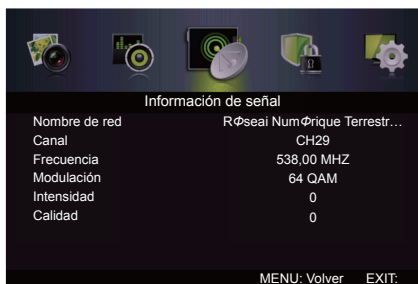 Información de señal
Nombre de red RΦseai NumΦrique Terrestr…
Canal CH29
Frecuencia 538,00 MHZ
Modulación 64 QAM
Intensidad 0
Calidad 0
MENU: Volver EXIT: